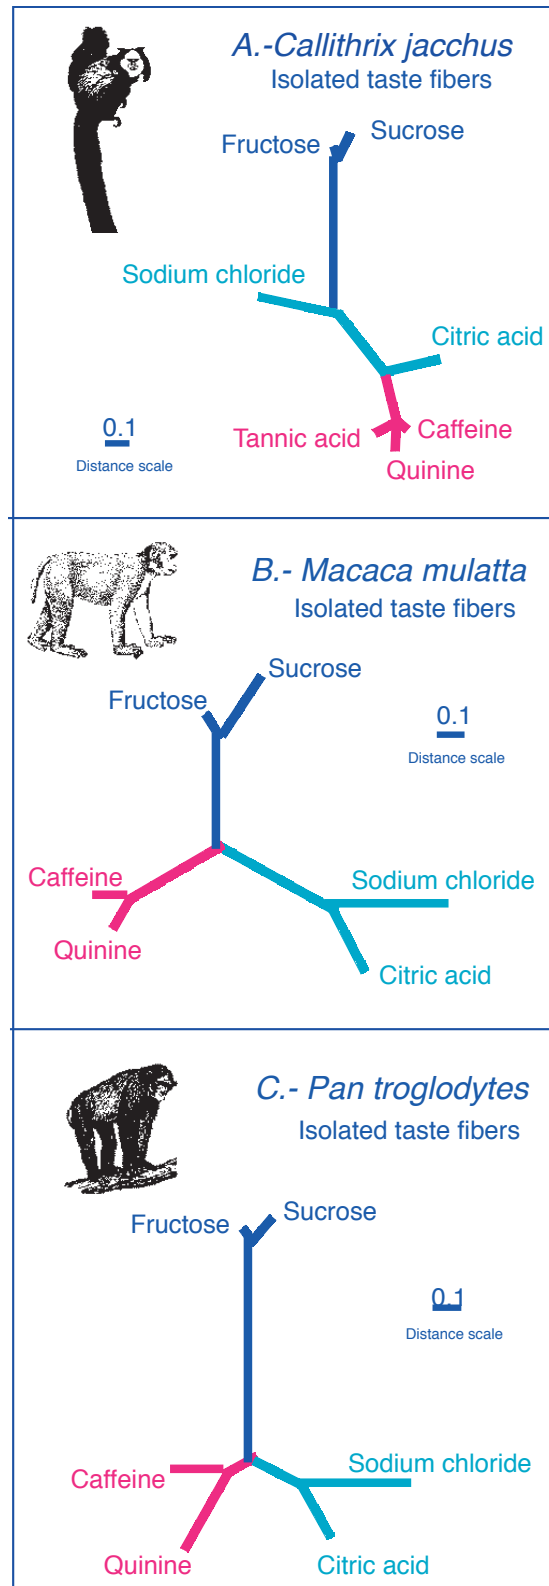 A.-Callithrix jacchus
Isolated taste fibers
Fructose
Sucrose
Sodium chloride
Citric acid
0.1
Distance scale
Tannic acid
Caffeine
Quinine
B.- Macaca mulatta
Isolated taste fibers
Sucrose
Fructose
0.1
Distance scale
Caffeine
Sodium chloride
Quinine
Citric acid
C.- Pan troglodytes
Isolated taste fibers
Fructose
Sucrose
0.1
Distance scale
Caffeine
Sodium chloride
Quinine
Citric acid